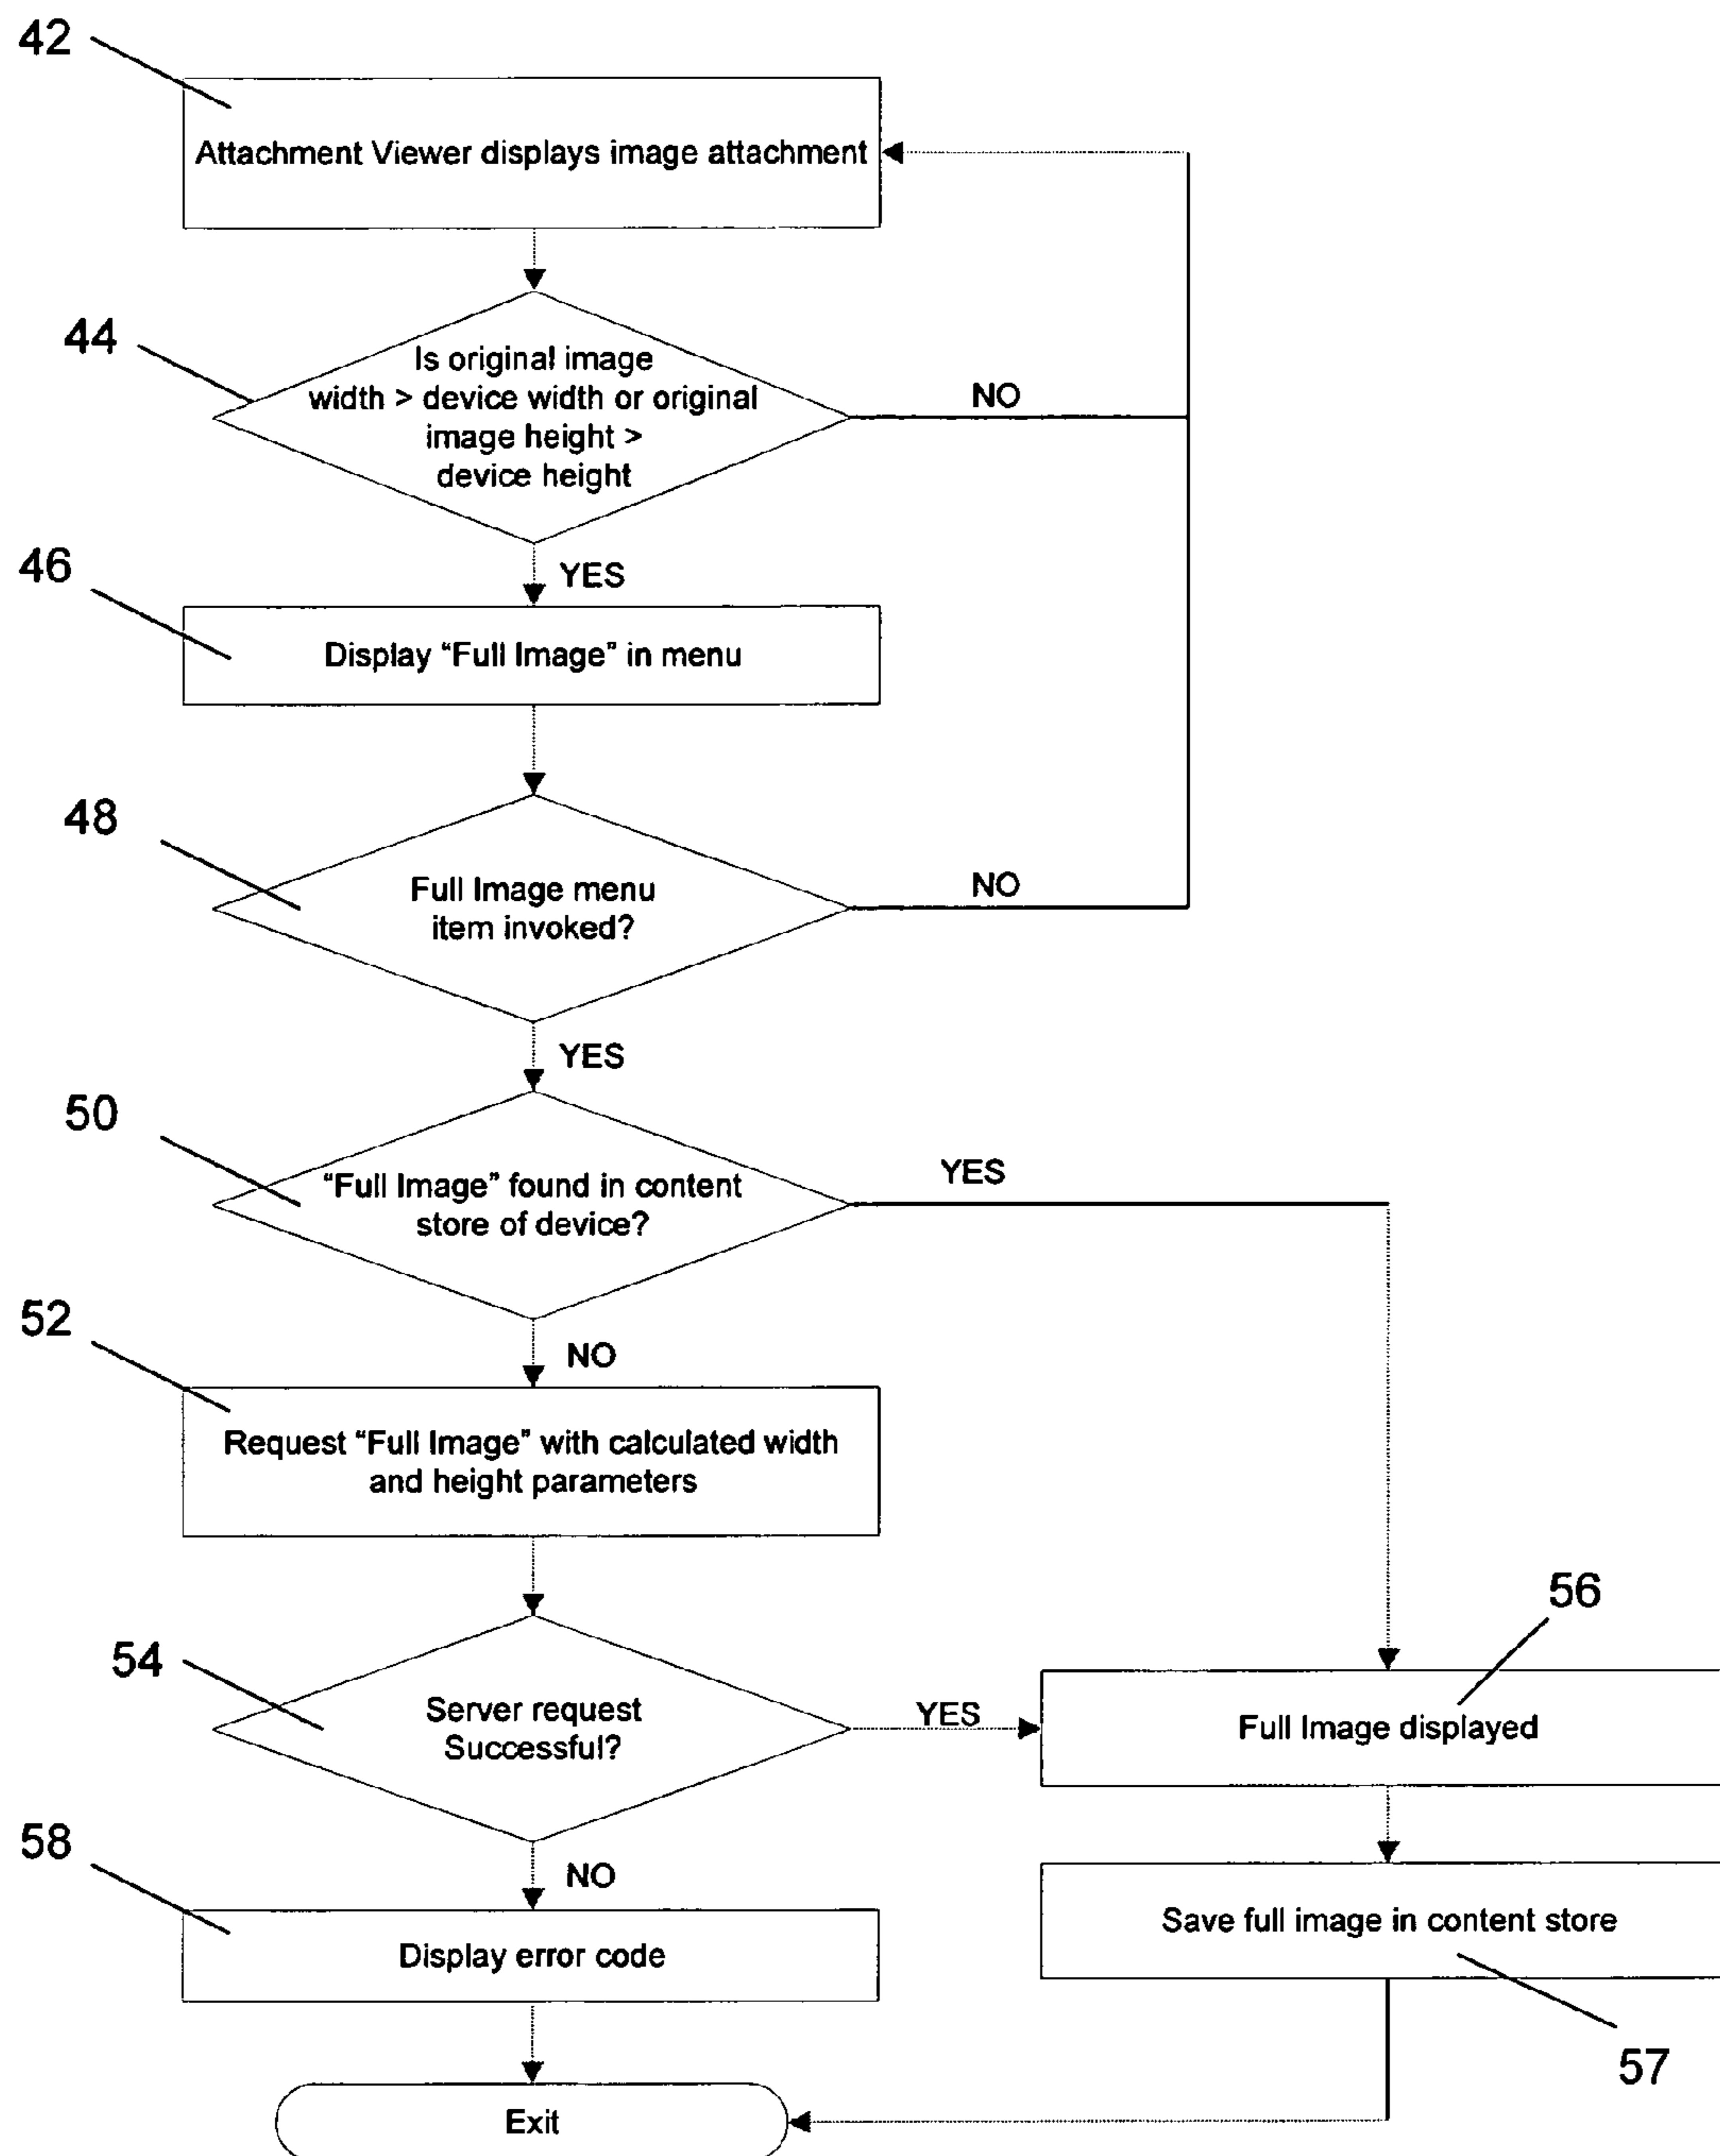 42
Attachment Viewer displays image attachment
44
Is original image
width > device width or original
image height >
device height
NO
YES
46
Display “Full Image” in menu
48
Full Image menu
item invoked?
NO
YES
50
“Full Image” found in content
store of device?
YES
NO
52
Request “Full Image” with calculated width
and height parameters
54
Server request
Successful?
YES
56
Full Image displayed
NO
58
Display error code
Save full image in content store
57
Exit